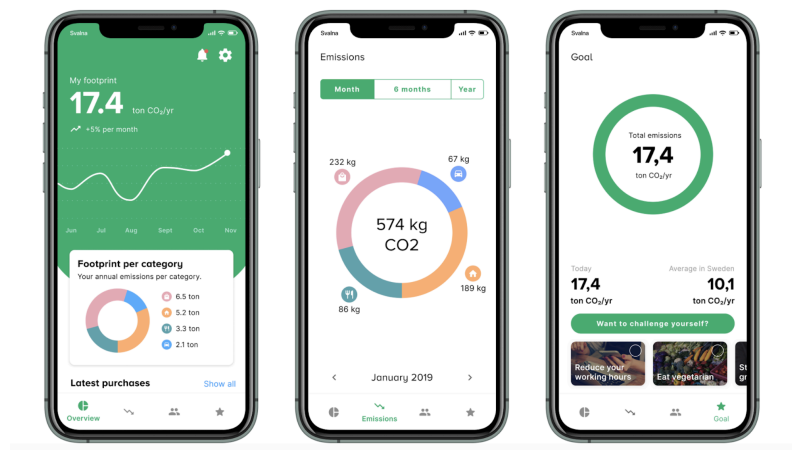 Svalna
My footprint
17.4 ton CO₂/yr
+5% per month
Jun Jul Aug Sept Oct Nov
Footprint per category
Your annual emissions per category.
6.5 ton
5.2 ton
3.3 ton
2.1 ton
Latest purchases Show all
Overview
Svalna
Emissions
Month 6 months Year
232 kg
67 kg
574 kg
CO2
189 kg
86 kg
January 2019
Emissions
Svalna
Goal
Total emissions
17,4
ton CO₂/yr
Today Average in Sweden
17,4 10,1
ton CO₂/yr ton CO₂/yr
Want to challenge yourself?
Reduce your
working hours
Eat vegetarian
St
gr
Goal